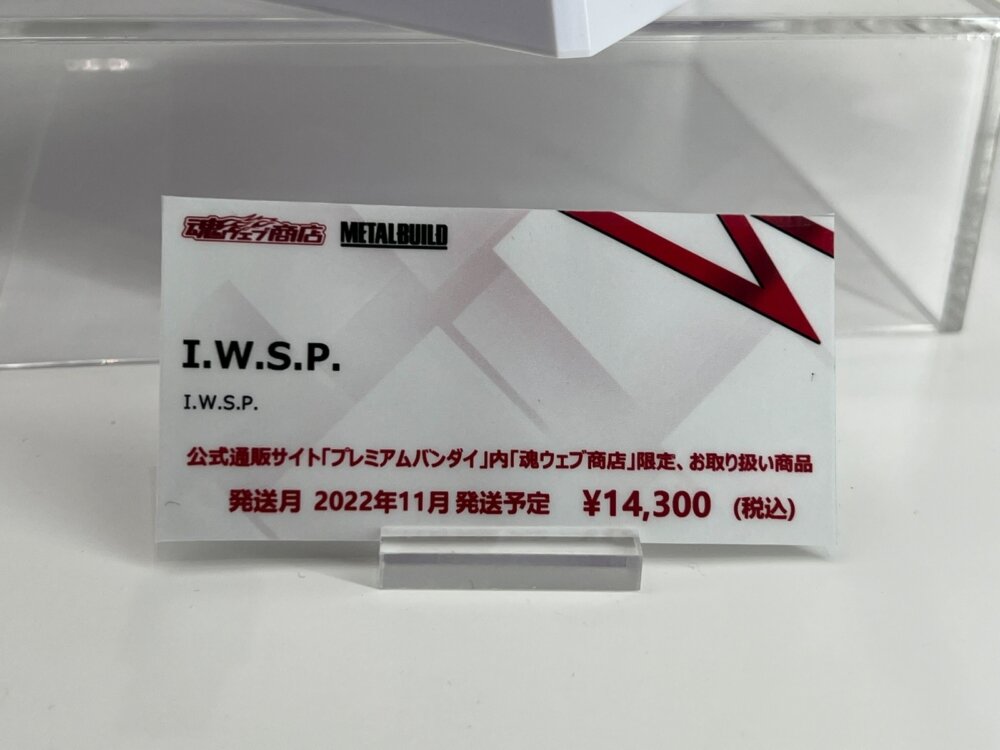 魂ウェブ商店 METAL BUILD
I.W.S.P.
I.W.S.P.
公式通販サイト「プレミアムバンダイ」内「魂ウェブ商店」限定、お取り扱い商品
発送月 2022年11月 発送予定 ¥14,300 (税込)